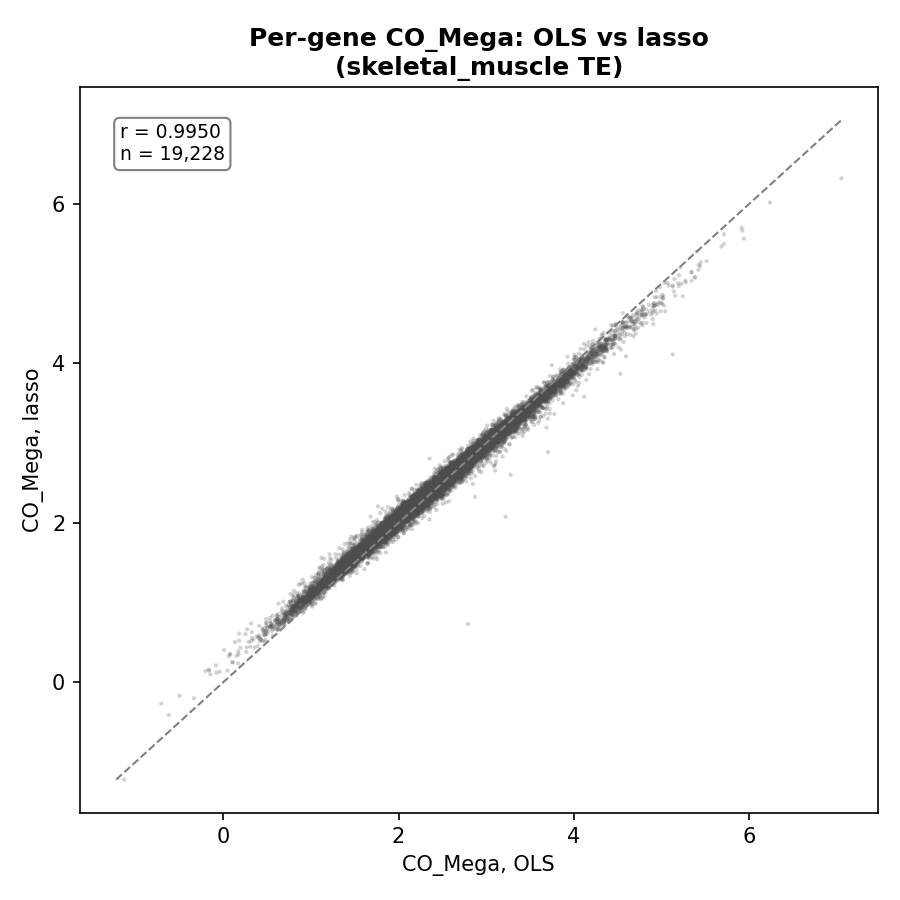 Per-gene CO_Mega: OLS vs lasso
(skeletal_muscle TE)
r = 0.9950
n = 19,228
6
4
2
0
CO_Mega, lasso
0
2
4
6
CO_Mega, OLS